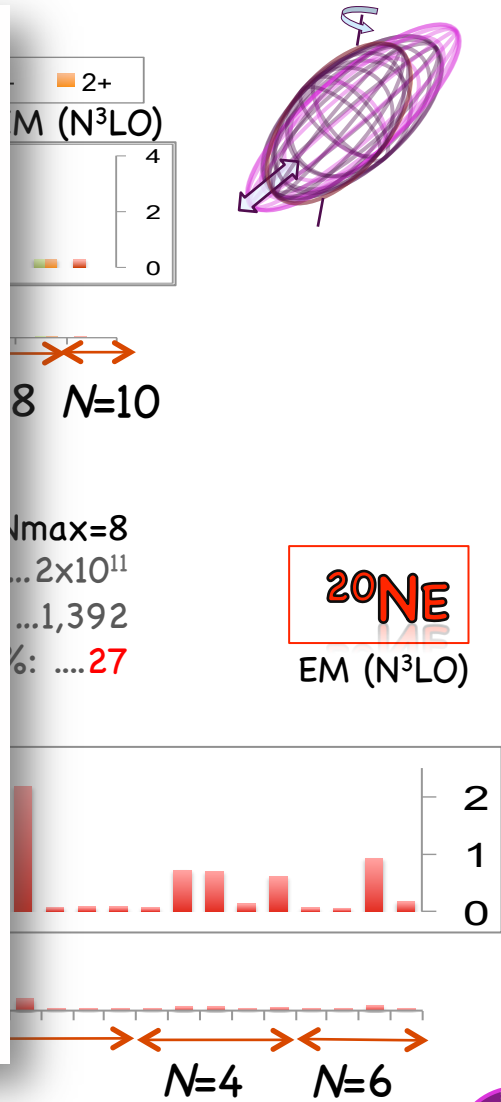 2+
M (N³LO)
4
2
0
8 N=10
Nmax=8
...2x10¹¹
...1,392
%: ....27
²⁰NE
EM (N³LO)
2
1
0
N=4 N=6